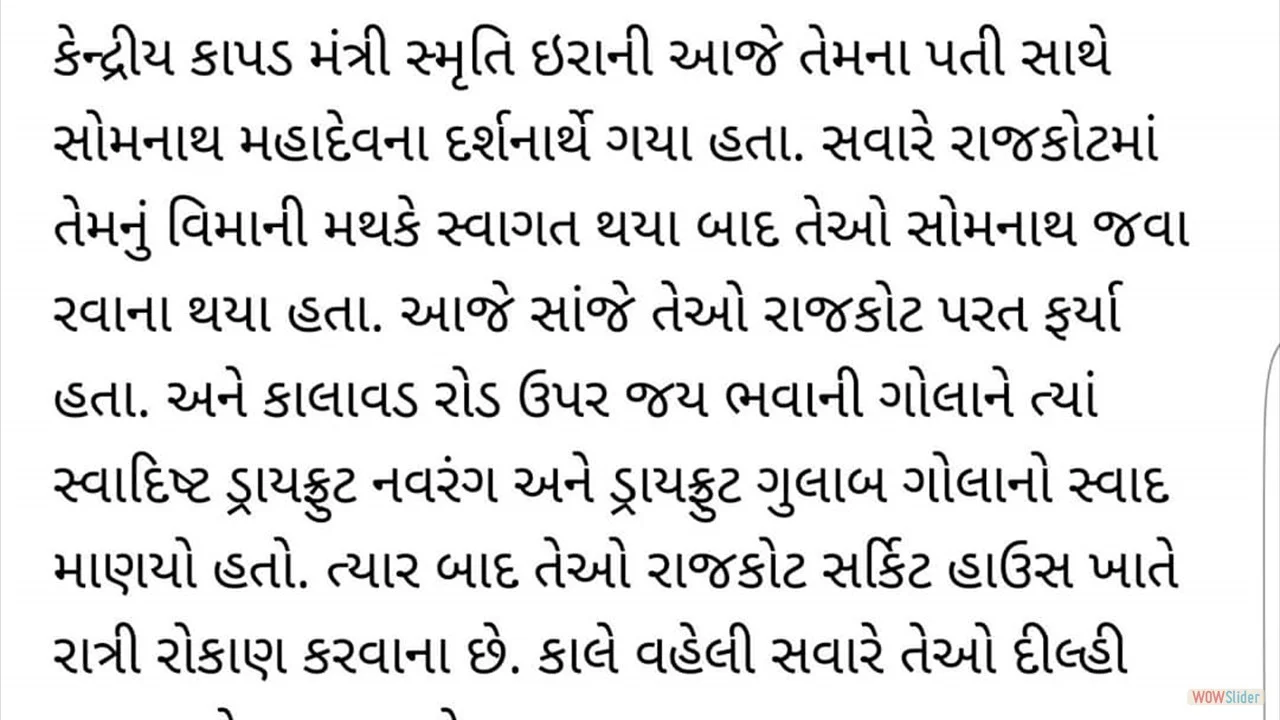 કેન્દ્રીય કાપડ મંત્રી સ્મૃતિ ઇરાની આજે તેમના પતી સાથે
સોમનાથ મહાદેવના દર્શનાર્થે ગયા હતા. સવારે રાજકોટમાં
તેમનું વિમાની મથકે સ્વાગત થયા બાદ તેઓ સોમનાથ જવા
રવાના થયા હતા. આજે સાંજે તેઓ રાજકોટ પરત ફર્યા
હતા. અને કાલાવડ રોડ ઉપર જય ભવાની ગોલાને ત્યાં
સ્વાદિષ્ટ ડ્રાયફ્રુટ નવરંગ અને ડ્રાયફ્રુટ ગુલાબ ગોલાનો સ્વાદ
માણયો હતો. ત્યાર બાદ તેઓ રાજકોટ સર્કિટ હાઉસ ખાતે
રાત્રી રોકાણ કરવાના છે. કાલે વહેલી સવારે તેઓ દીલ્હી
WOWSlider